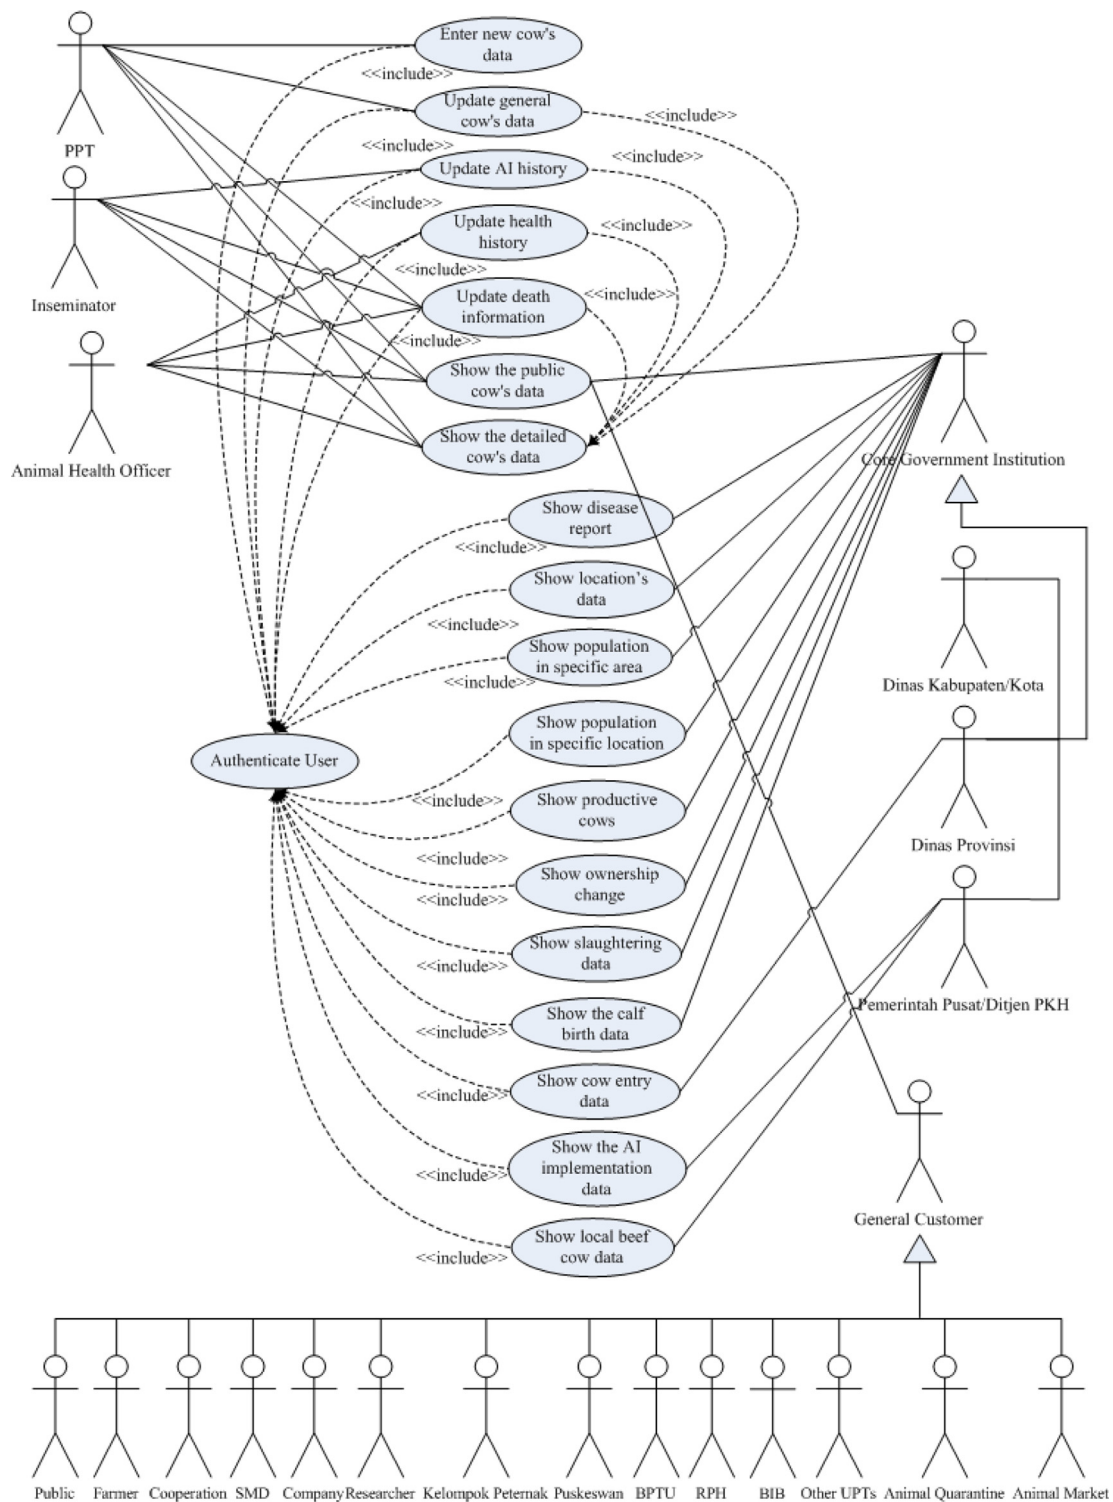 Enter new cow's
data
<<include>>
Update general
cow's data
<<include>>
PPT
<<include>>
<<include>>
Update AI history
<<include>>
Update health
history
<<include>>
<<include>>
Inseminator
Update death
information
<<include>>
<<include>>
Show the public
cow's data
Animal Health Officer
Show the detailed
cow's data
Core Government Institution
Show disease
report
<<include>>
Show location's
data
<<include>>
Show population
in specific area
<<include>>
Dinas Kabupaten/Kota
Show population
in specific location
Authenticate User
<<include>>
Show productive
cows
Dinas Provinsi
<<include>>
Show ownership
change
<<include>>
Show slaughtering
data
<<include>>
Pemerintah Pusat/Ditjen PKH
Show the calf
birth data
<<include>>
Show cow entry
data
<<include>>
Show the AI
implementation
data
<<include>>
General Customer
Show local beef
cow data
<<include>>
Public Farmer Cooperation SMD Company Researcher Kelompok Peternak Puskeswan BPTU RPH BIB Other UPTs Animal Quarantine Animal Market